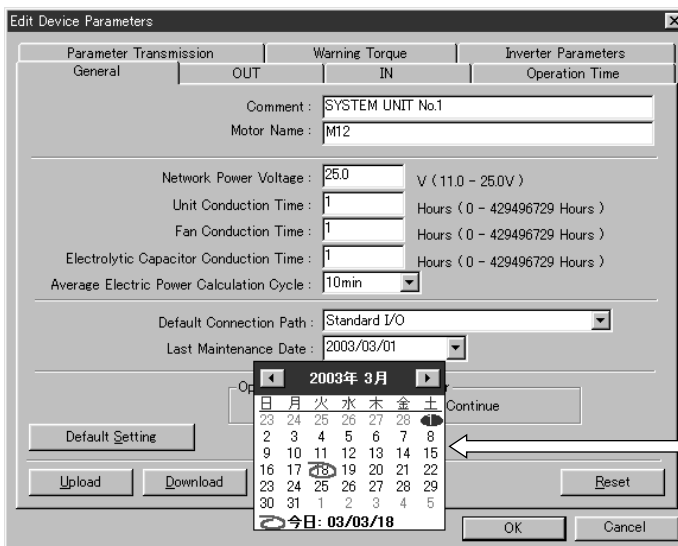 Edit Device Parameters
Parameter Transmission Warning Torque Inverter Parameters
General OUT IN Operation Time
Comment : SYSTEM UNIT No.1
Motor Name : M12
Network Power Voltage : 25.0 V ( 11.0 - 25.0V )
Unit Conduction Time : 1 Hours ( 0 - 429496729 Hours )
Fan Conduction Time : 1 Hours ( 0 - 429496729 Hours )
Electrolytic Capacitor Conduction Time : 1 Hours ( 0 - 429496729 Hours )
Average Electric Power Calculation Cycle : 10min
Default Connection Path : Standard I/O
Last Maintenance Date : 2003/03/01
2003年 3月
Continue
日 月 火 水 木 金 土
23 24 25 26 27 28 1
2 3 4 5 6 7 8
9 10 11 12 13 14 15
16 17 18 19 20 21 22
23 24 25 26 27 28 29
30 31 1 2 3 4 5
今日: 03/03/18
Default Setting
Upload Download Reset
OK Cancel